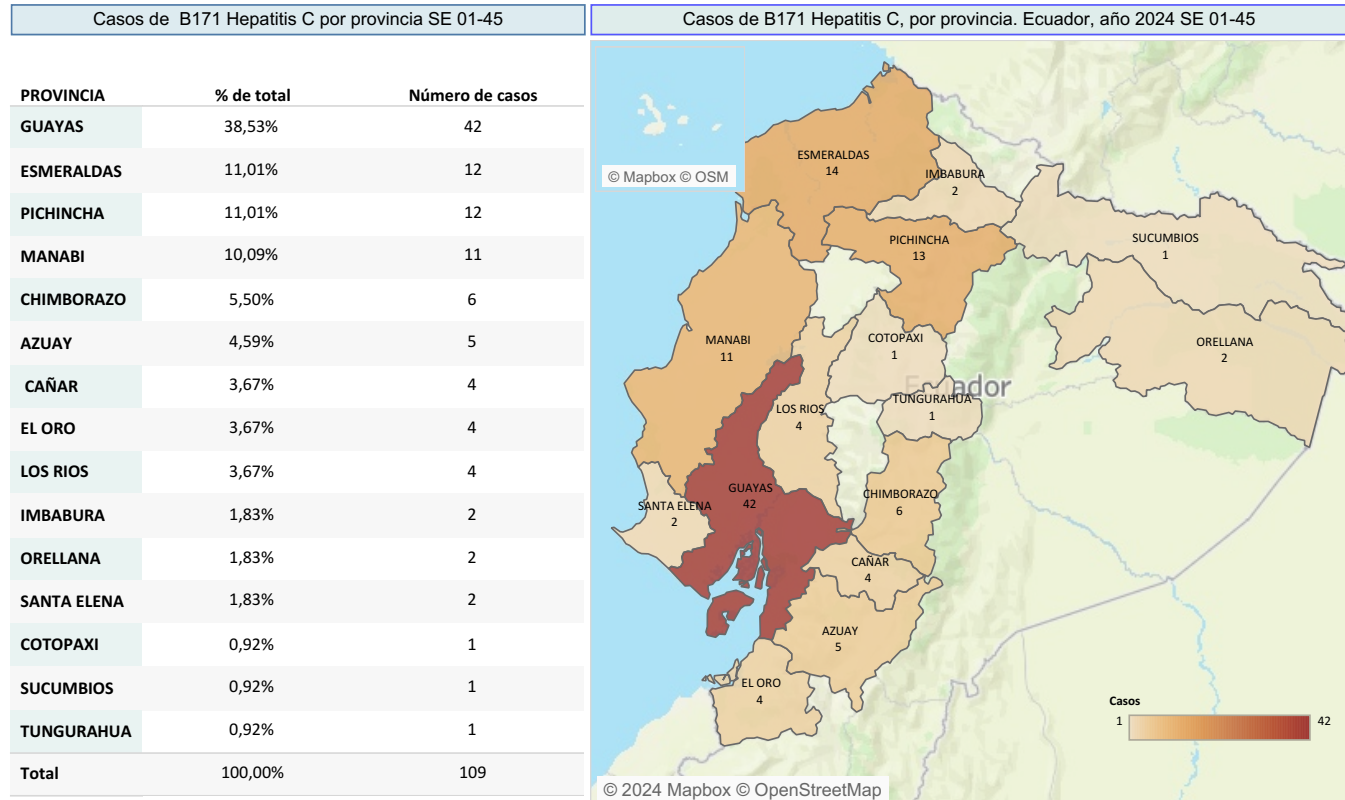 Casos de B171 Hepatitis C por provincia SE 01-45
PROVINCIA % de total Número de casos
GUAYAS 38,53% 42
ESMERALDAS 11,01% 12
PICHINCHA 11,01% 12
MANABI 10,09% 11
CHIMBORAZO 5,50% 6
AZUAY 4,59% 5
CAÑAR 3,67% 4
EL ORO 3,67% 4
LOS RIOS 3,67% 4
IMBABURA 1,83% 2
ORELLANA 1,83% 2
SANTA ELENA 1,83% 2
COTOPAXI 0,92% 1
SUCUMBIOS 0,92% 1
TUNGURAHUA 0,92% 1
Total 100,00% 109
Casos de B171 Hepatitis C, por provincia. Ecuador, año 2024 SE 01-45
© Mapbox © OSM
ESMERALDAS
14
IMBABURA
2
PICHINCHA
13
SUCUMBIOS
1
MANABI
11
COTOPAXI
1
ORELLANA
2
Ecuador
TUNGURAHUA
1
LOS RIOS
4
GUAYAS
42
SANTA ELENA
2
CHIMBORAZO
6
CAÑAR
4
AZUAY
5
EL ORO
4
Casos
1 42
© 2024 Mapbox © OpenStreetMap